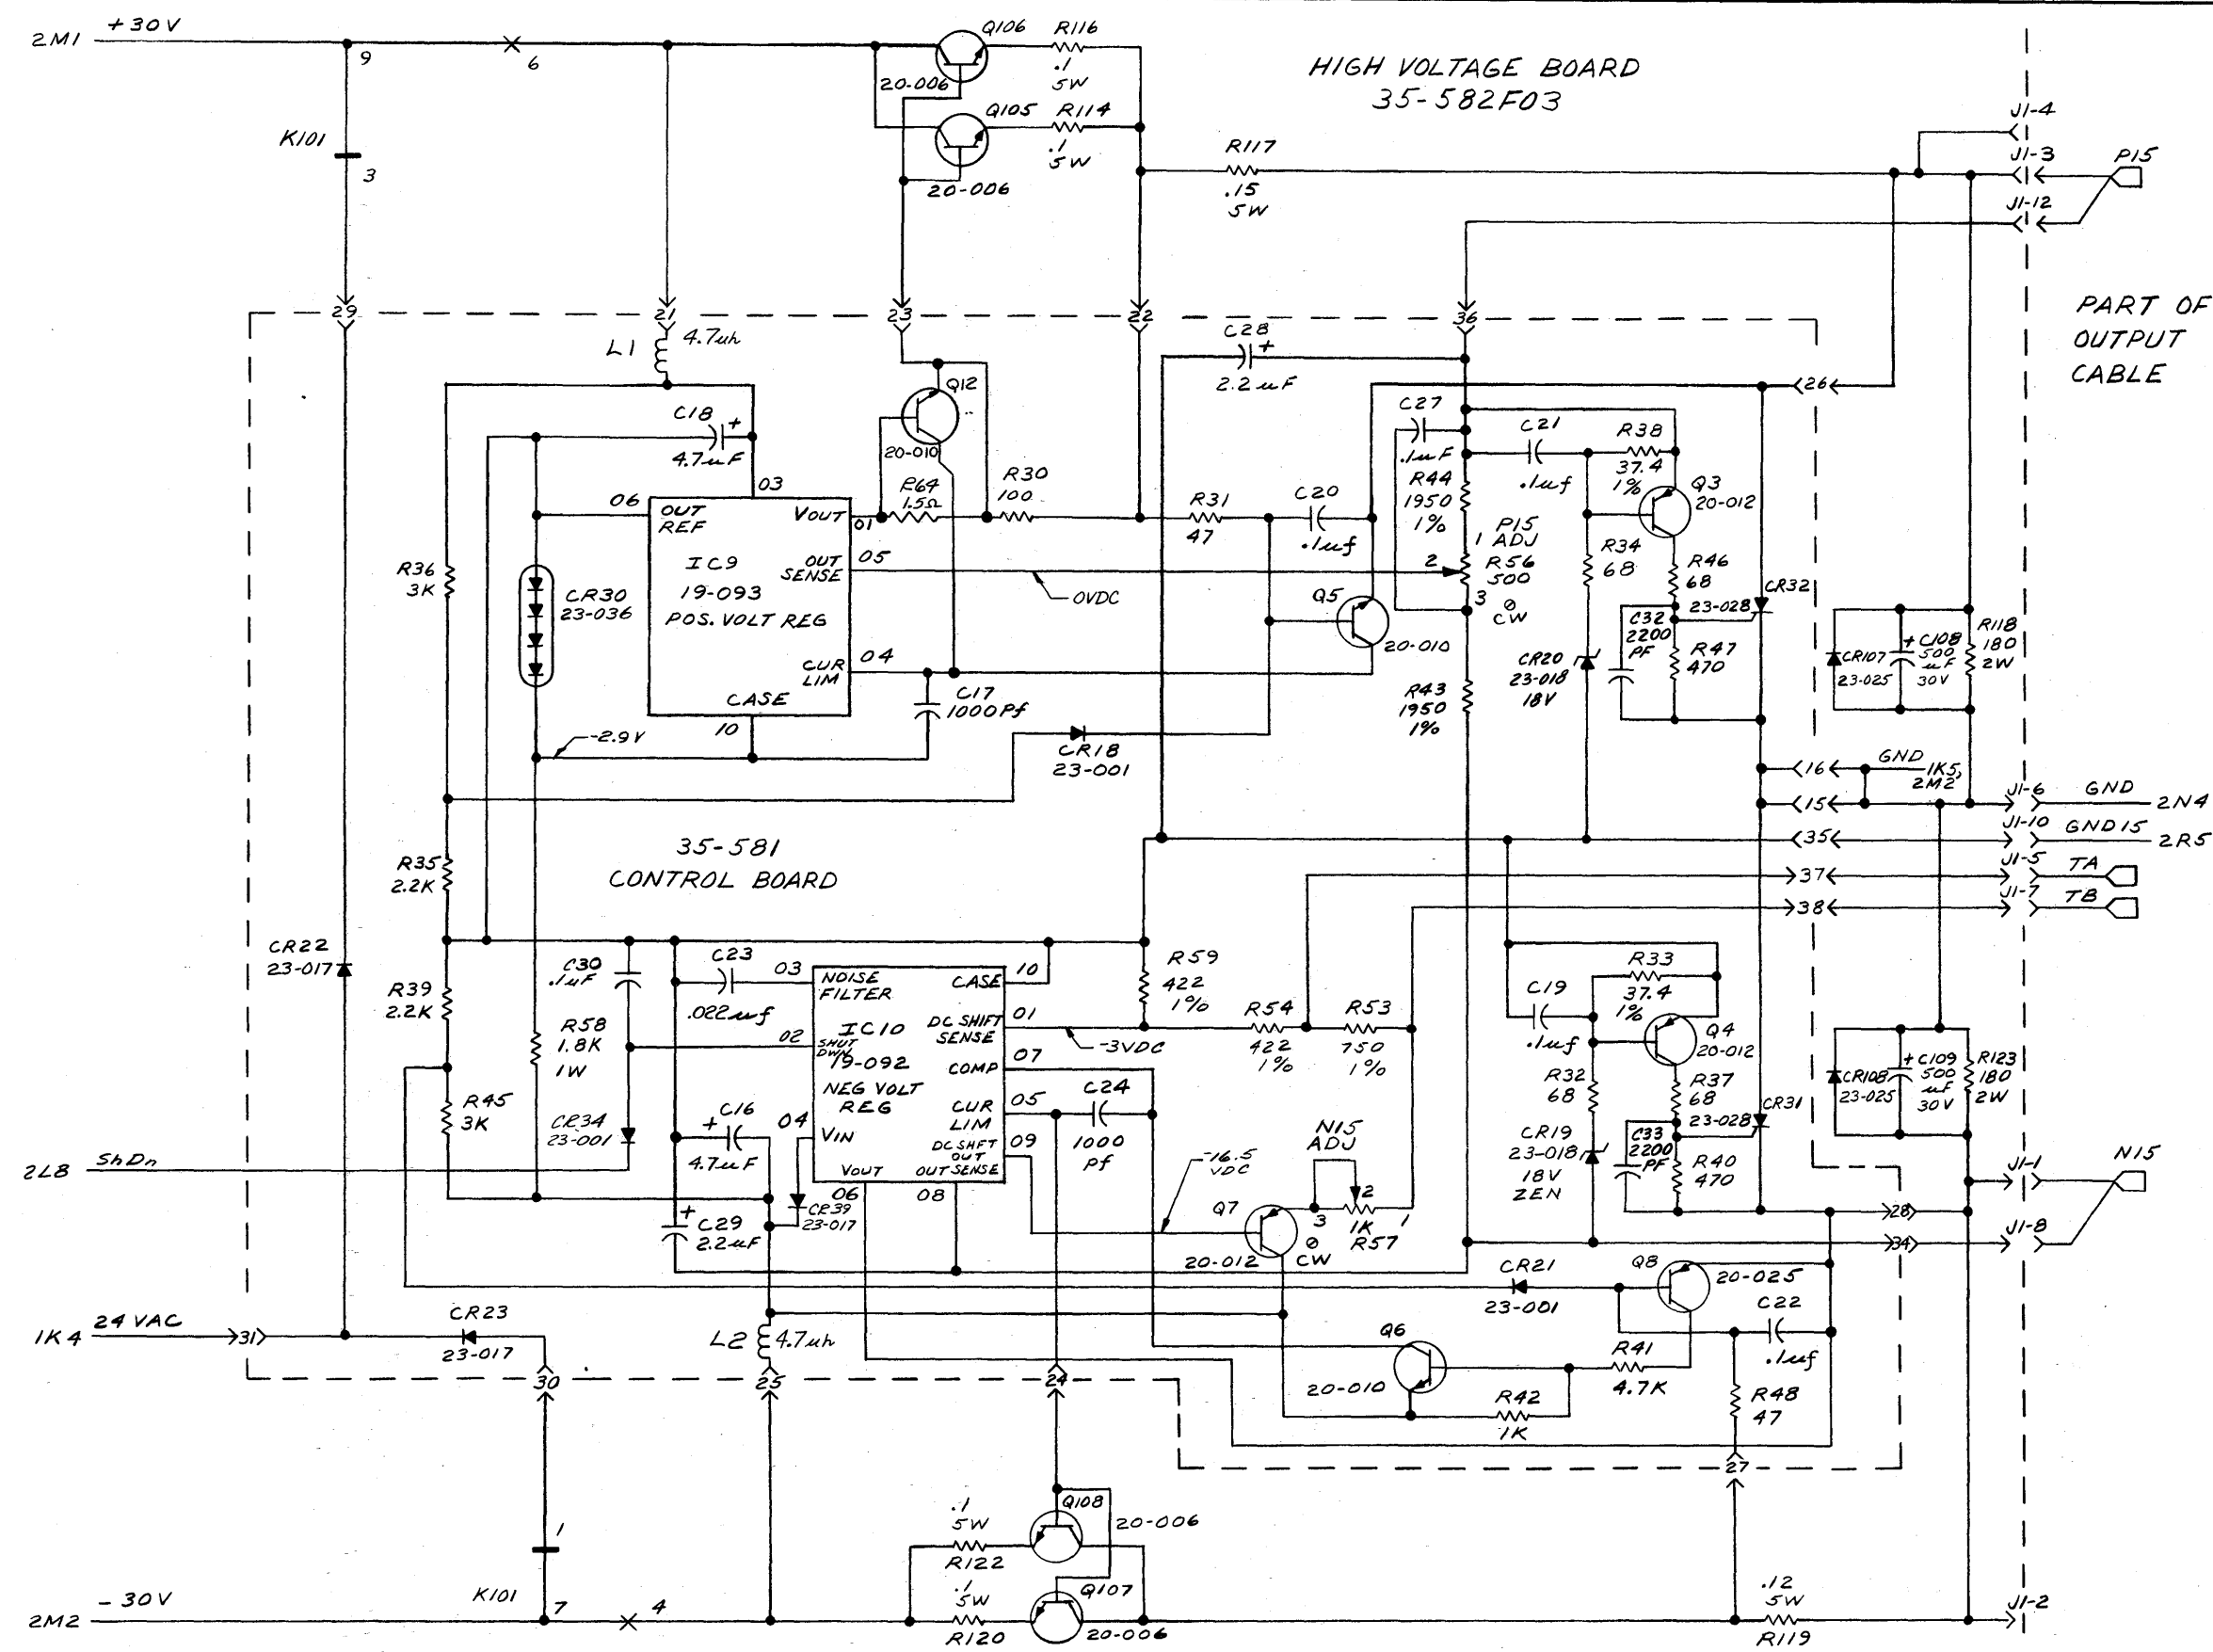 2M1
+30V
9
6
K101
3
Q106
20-006
R116
.1
5W
Q105
20-006
R114
.1
5W
HIGH VOLTAGE BOARD
35-582F03
R117
.15
5W
J1-4
J1-3
P15
J1-12
PART OF
OUTPUT
CABLE
29
21
23
22
36
L1
4.7uh
C28
+
2.2uF
26
Q12
20-010
C18
+
4.7uF
03
06
OUT
REF
VOUT
01
IC9
19-093
POS. VOLT REG
OUT
SENSE
05
CUR
LIM
04
CASE
10
R64
1.5Ω
R30
100
R31
47
C20
.1uf
0VDC
R36
3K
CR30
23-036
-2.9V
C17
1000Pf
CR18
23-001
Q5
20-010
C27
.1uF
R44
1950
1%
1
P15
ADJ
2
R56
500
3
CW
R43
1950
1%
C21
.1uf
R38
37.4
1%
Q3
20-012
R34
68
R46
68
CR20
23-018
18V
C32
2200
PF
23-028
CR32
R47
470
CR107
23-025
+
C108
500
uF
30V
R118
180
2W
16
GND
1K5,
2M2
15
J1-6
GND
2N4
35
J1-10
GND15
2R5
37
J1-5
TA
38
J1-7
TB
35-581
CONTROL BOARD
R35
2.2K
CR22
23-017
R39
2.2K
R45
3K
R58
1.8K
1W
C30
.1uF
C23
.022uf
03
NOISE
FILTER
CASE
10
02
SHUT
DWN
IC10
19-092
NEG VOLT
REG
DC SHIFT
SENSE
01
COMP
07
CUR
LIM
05
DC SHFT
OUT
09
04
VIN
VOUT
06
OUT SENSE
08
CR34
23-001
C16
+
4.7uF
CR39
23-017
C29
+
2.2uF
R59
422
1%
-3VDC
R54
422
1%
R53
750
1%
C24
1000
Pf
-16.5
VDC
N15
ADJ
2
3
1
1K
R57
CW
Q7
20-012
C19
.1uf
R33
37.4
1%
Q4
20-012
R32
68
R37
68
CR19
23-018
18V
ZEN
C33
2200
PF
23-028
CR31
R40
470
CR108
23-025
+
C109
500
uF
30V
R123
180
2W
J1-1
N15
28
34
J1-8
2L8
ShDn
CR21
23-001
Q8
20-025
C22
.1uf
1K4
24 VAC
31
CR23
23-017
L2
4.7uh
Q6
20-010
R41
4.7K
R42
1K
R48
47
30
25
24
27
1
K101
7
4
2M2
-30V
.1
5W
R122
Q108
20-006
.1
5W
R120
Q107
20-006
.12
5W
R119
J1-2